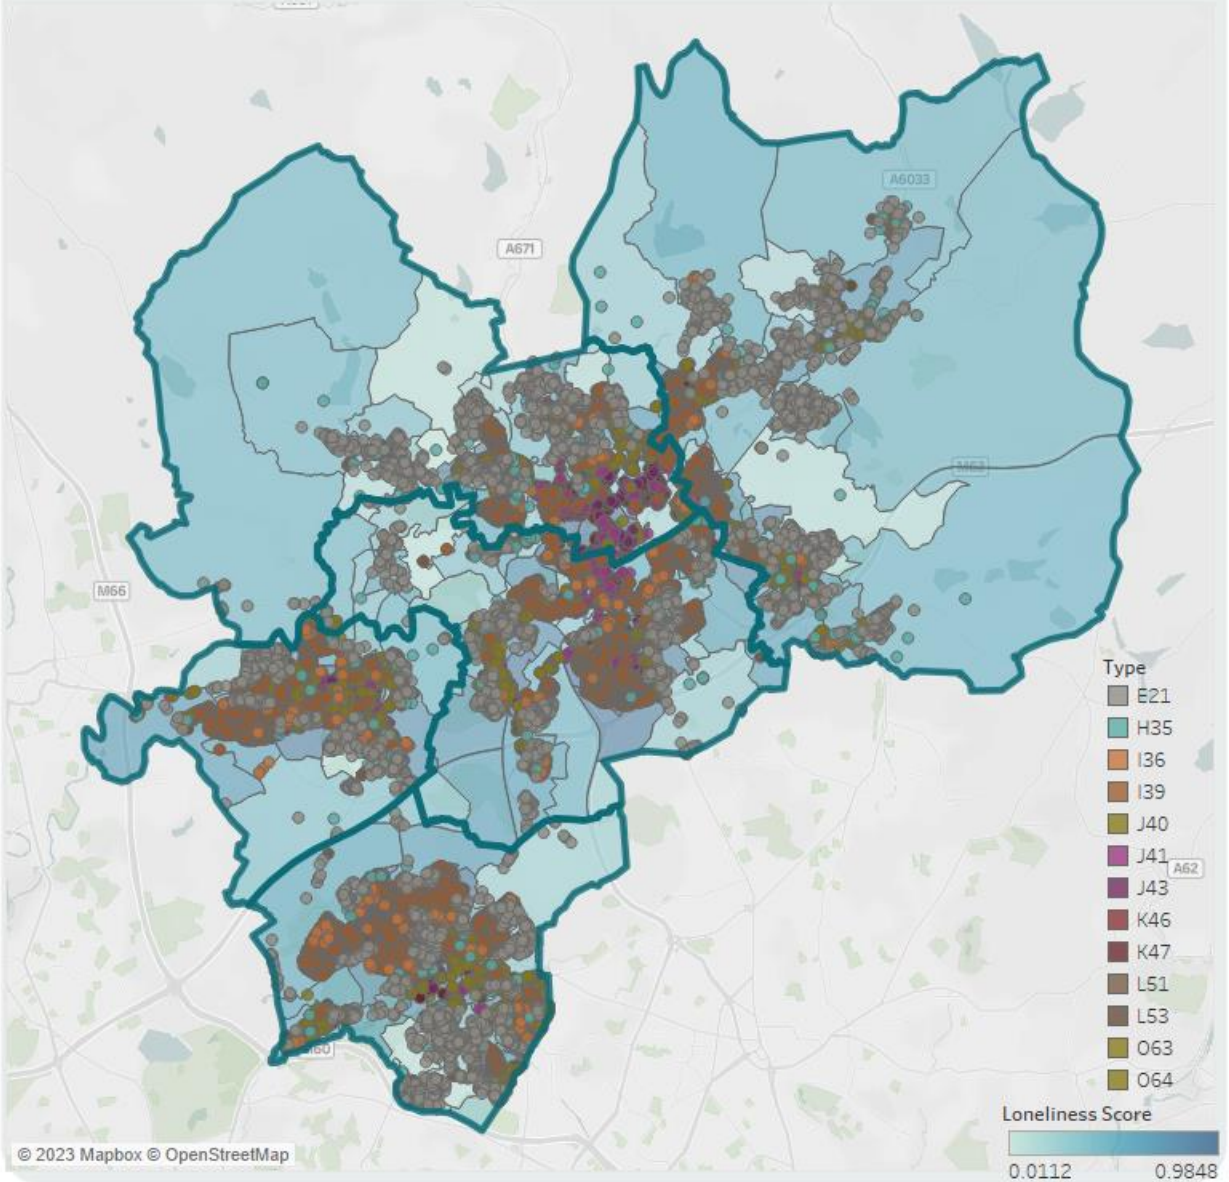 A6033
A671
M62
M66
Type
E21
H35
I36
I39
J40
J41
J43
K46
K47
L51
L53
O63
O64
A62
M60
Loneliness Score
0.0112 0.9848
© 2023 Mapbox © OpenStreetMap